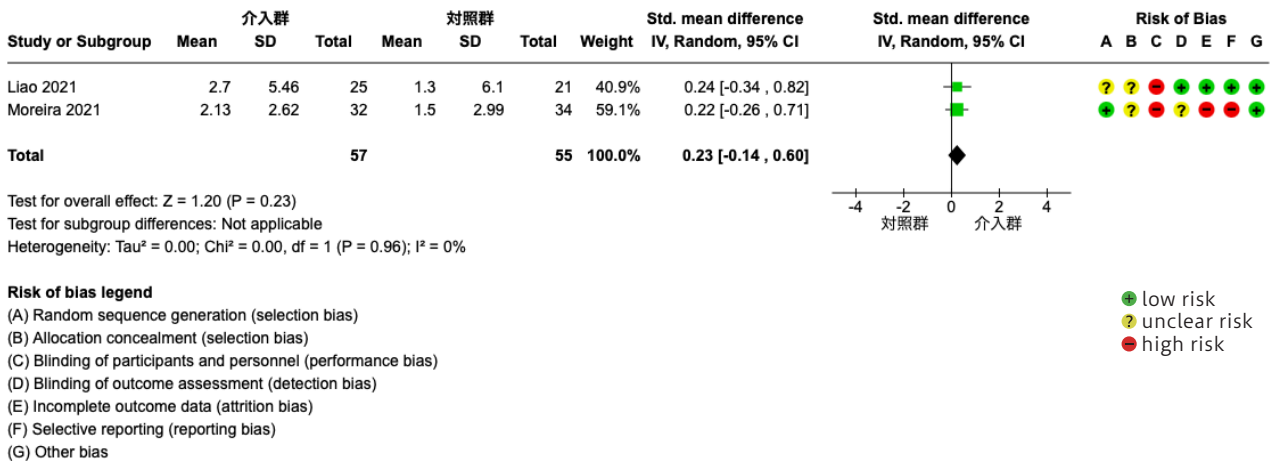 介入群 対照群 Std. mean difference Std. mean difference Risk of Bias
Study or Subgroup Mean SD Total Mean SD Total Weight IV, Random, 95% CI IV, Random, 95% CI A B C D E F G
Liao 2021 2.7 5.46 25 1.3 6.1 21 40.9% 0.24 [-0.34 , 0.82] ? ? − + + + +
Moreira 2021 2.13 2.62 32 1.5 2.99 34 59.1% 0.22 [-0.26 , 0.71] + ? − ? − − +
Total 57 55 100.0% 0.23 [-0.14 , 0.60]
Test for overall effect: Z = 1.20 (P = 0.23)
Test for subgroup differences: Not applicable
Heterogeneity: Tau² = 0.00; Chi² = 0.00, df = 1 (P = 0.96); I² = 0%
-4 -2 0 2 4
対照群 介入群
Risk of bias legend
(A) Random sequence generation (selection bias)
(B) Allocation concealment (selection bias)
(C) Blinding of participants and personnel (performance bias)
(D) Blinding of outcome assessment (detection bias)
(E) Incomplete outcome data (attrition bias)
(F) Selective reporting (reporting bias)
(G) Other bias
+ low risk
? unclear risk
− high risk